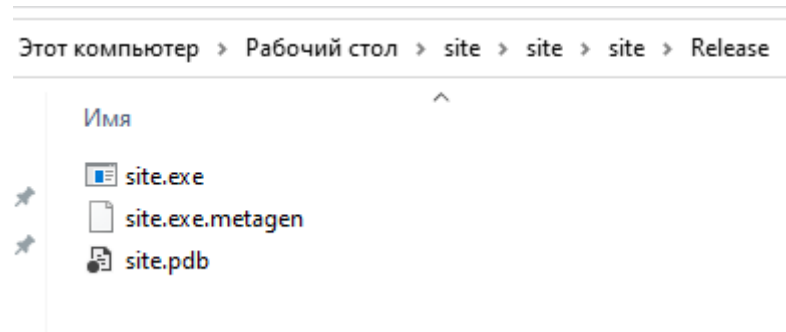 Этот компьютер > Рабочий стол > site > site > site > Release
Имя
site.exe
site.exe.metagen
site.pdb